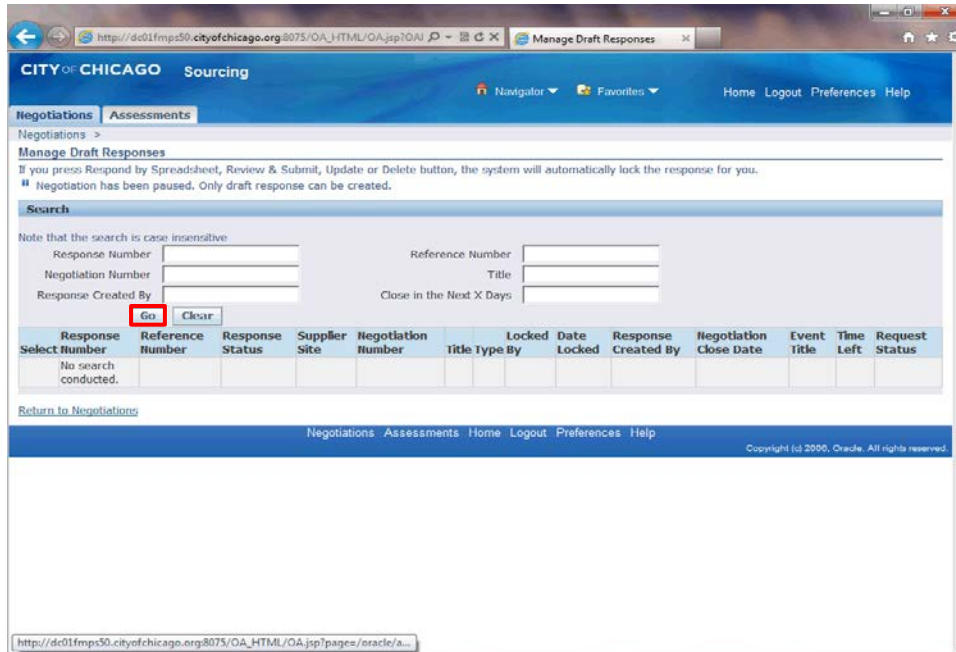 http://dc01fmps50.cityofchicago.org:8075/OA_HTML/OA.jsp?OAI
Manage Draft Responses
CITY OF CHICAGO Sourcing
Navigator Favorites Home Logout Preferences Help
Negotiations Assessments
Negotiations >
Manage Draft Responses
If you press Respond by Spreadsheet, Review & Submit, Update or Delete button, the system will automatically lock the response for you.
Negotiation has been paused. Only draft response can be created.
Search
Note that the search is case insensitive
Response Number Reference Number
Negotiation Number Title
Response Created By Close in the Next X Days
Go Clear
Select Response Number Reference Number Response Status Supplier Site Negotiation Number Title Type Locked By Date Locked Response Created By Negotiation Close Date Event Title Time Left Request Status
No search conducted.
Return to Negotiations
Negotiations Assessments Home Logout Preferences Help
Copyright (c) 2006, Oracle. All rights reserved.
http://dc01fmps50.cityofchicago.org:8075/OA_HTML/OA.jsp?page=/oracle/a...